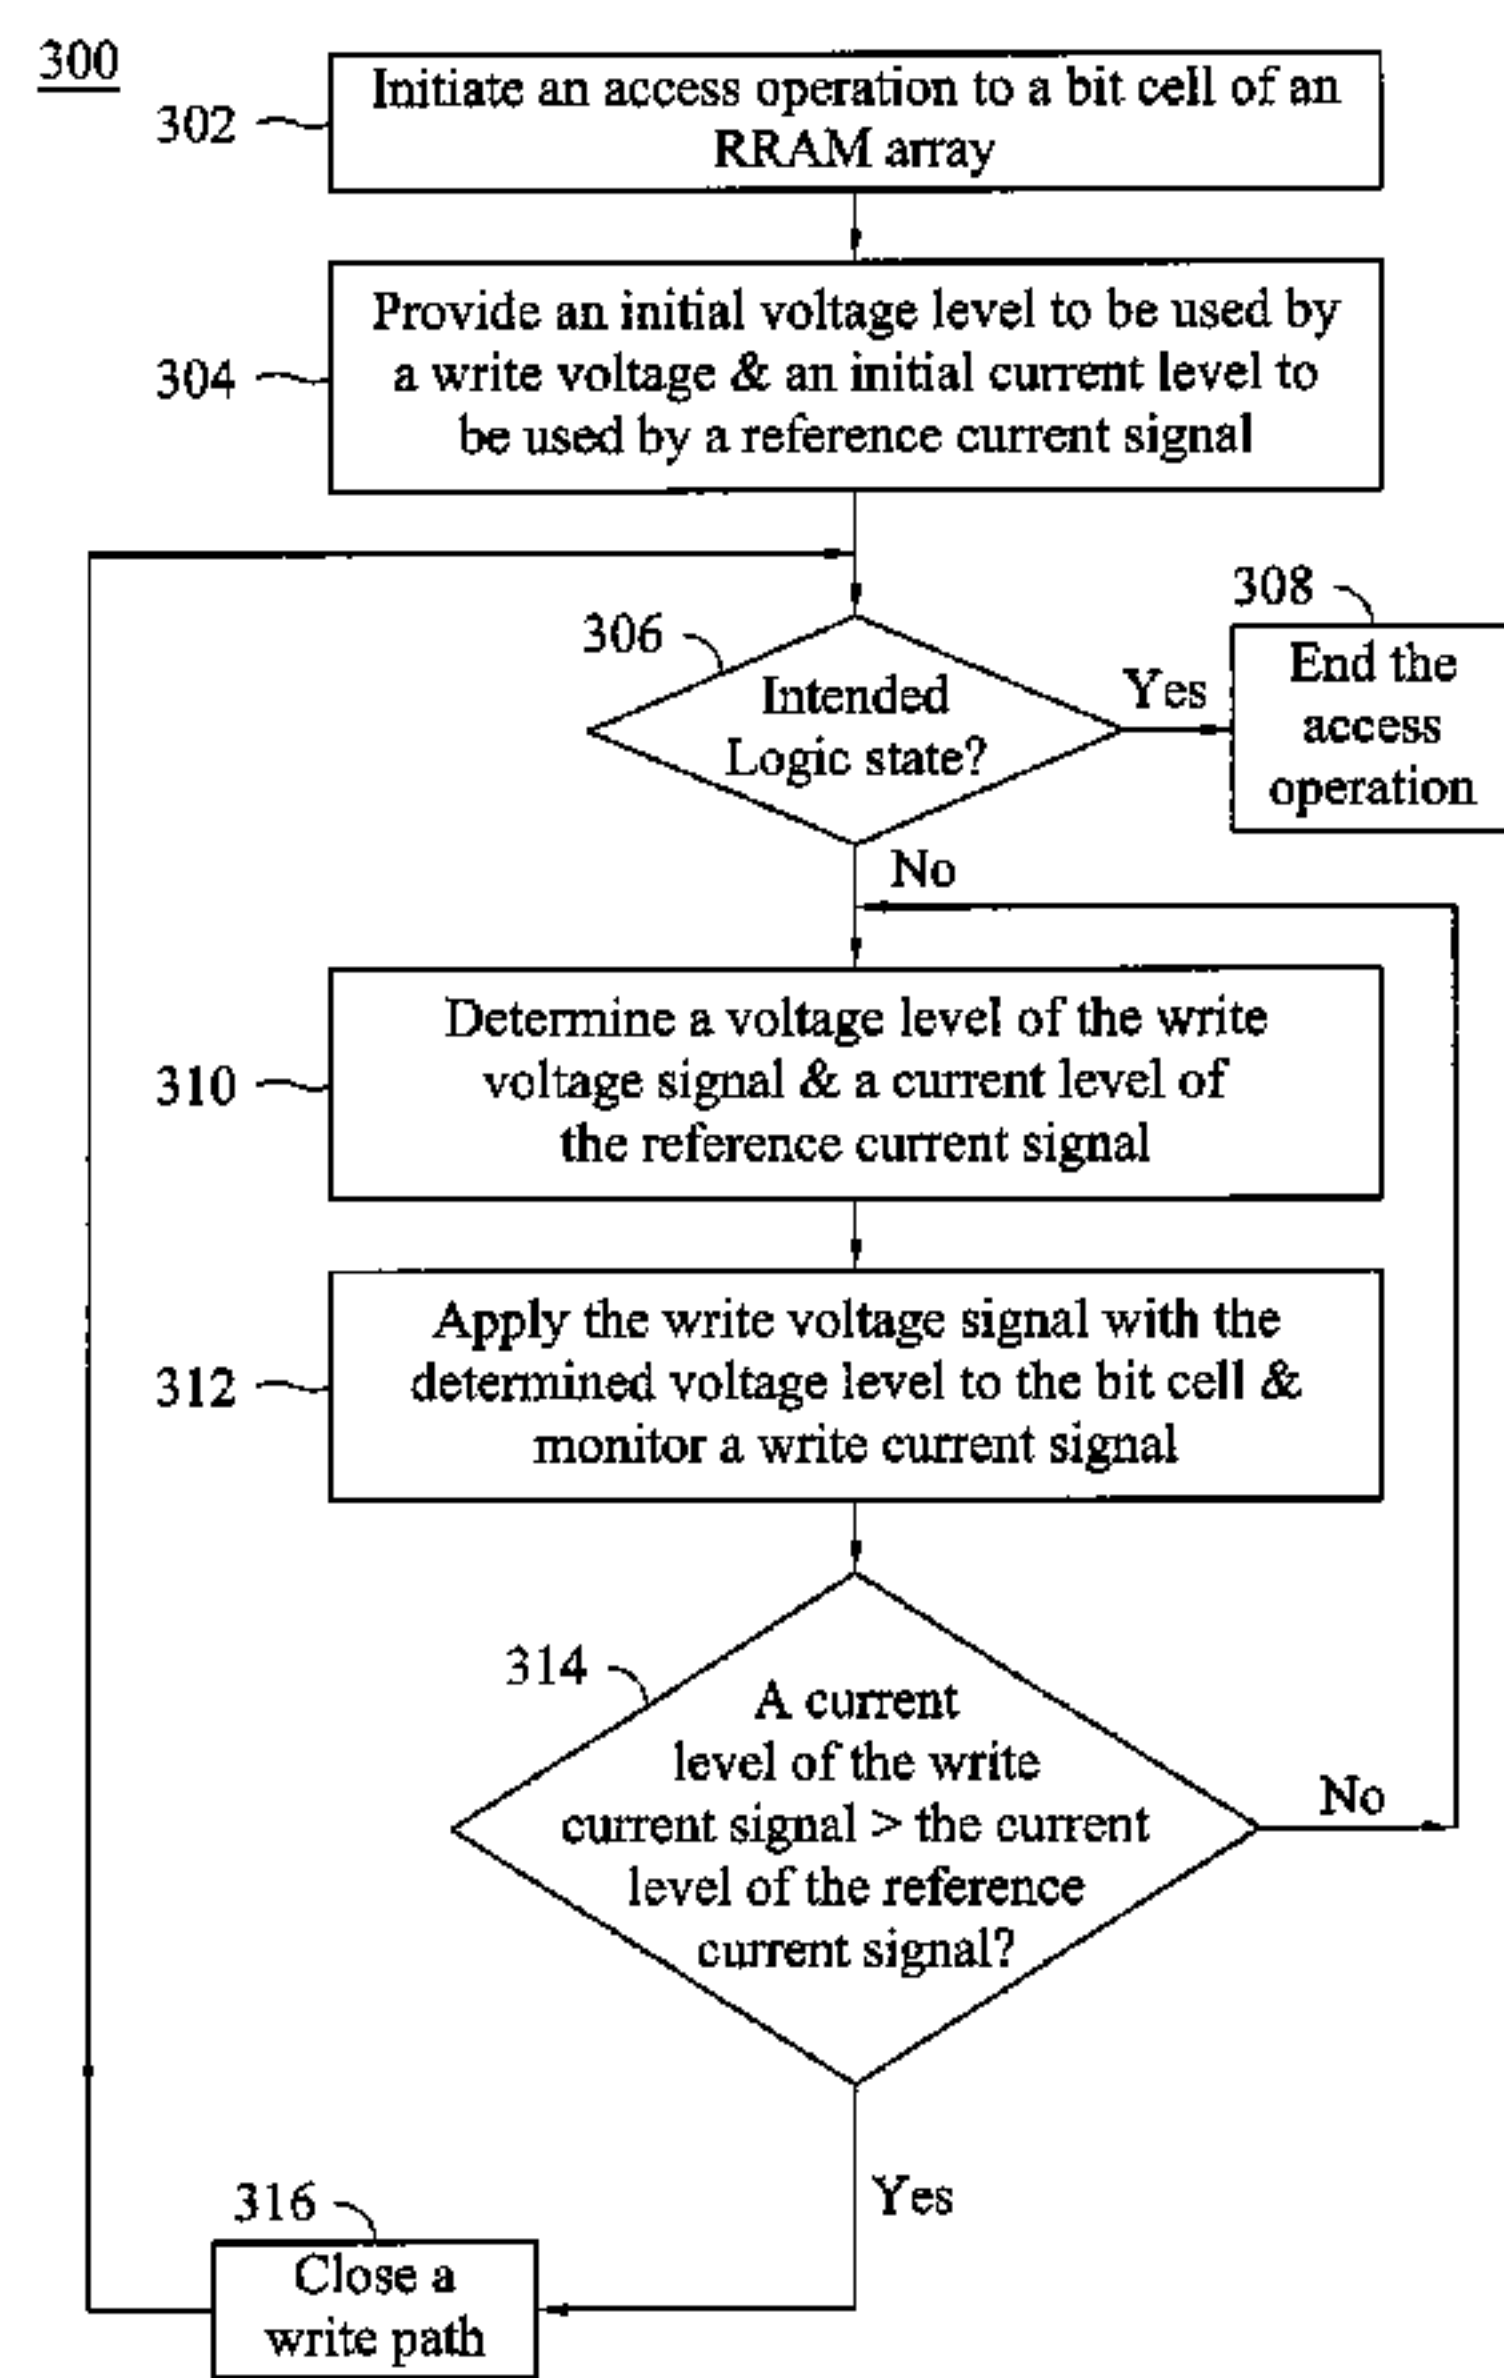 300
302
Initiate an access operation to a bit cell of an
RRAM array
304
Provide an initial voltage level to be used by
a write voltage & an initial current level to
be used by a reference current signal
306
Intended
Logic state?
Yes
308
End the
access
operation
No
310
Determine a voltage level of the write
voltage signal & a current level of
the reference current signal
312
Apply the write voltage signal with the
determined voltage level to the bit cell &
monitor a write current signal
314
A current
level of the write
current signal > the current
level of the reference
current signal?
No
Yes
316
Close a
write path